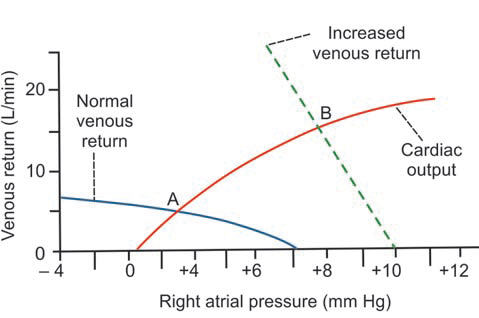 Increased
venous return
Venous return (L/min)
20
10
0
Normal
venous
return
A
B
Cardiac
output
– 4 0 +4 +6 +8 +10 +12
Right atrial pressure (mm Hg)